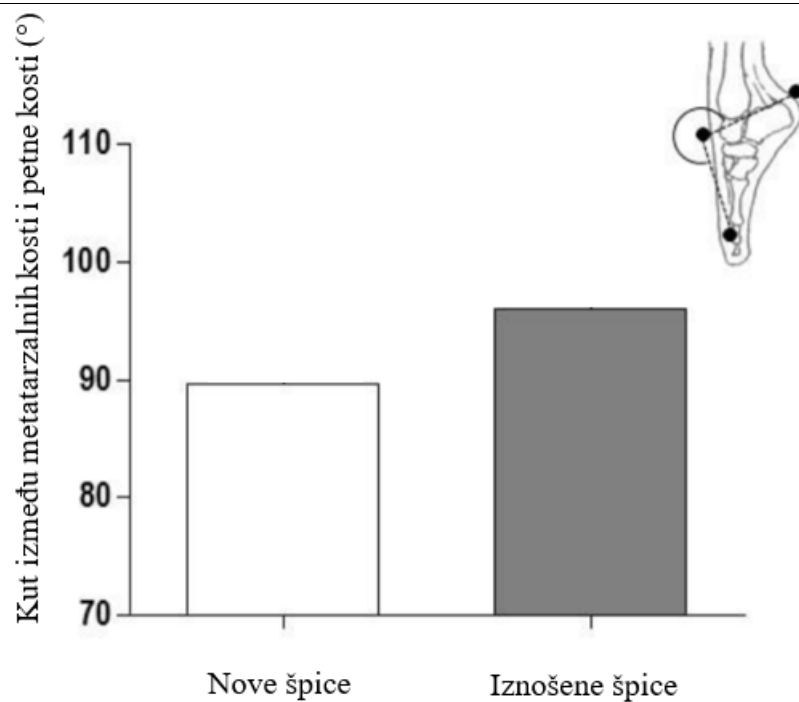 Kut između metatarzalnih kosti i petne kosti (°)
110
100
90
80
70
Nove špice
Iznošene špice